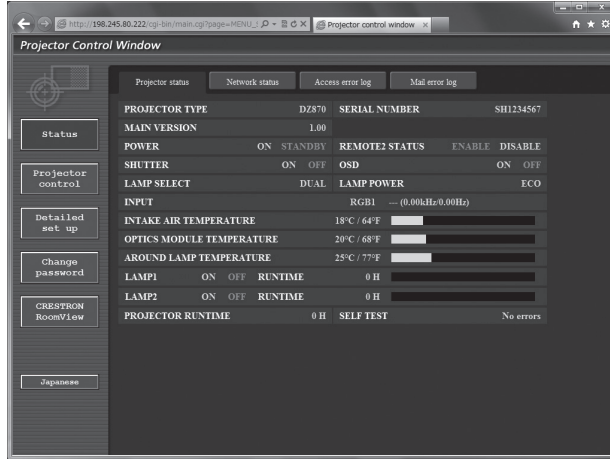 http://198.245.80.222/cgi-bin/main.cgi?page=MENU_S
Projector control window
Projector Control Window
Projector status Network status Access error log Mail error log
Status
Projector control
Detailed set up
Change password
CRESTRON RoomView
Japanese
PROJECTOR TYPE DZ870 SERIAL NUMBER SH1234567
MAIN VERSION 1.00
POWER ON STANDBY REMOTE2 STATUS ENABLE DISABLE
SHUTTER ON OFF OSD ON OFF
LAMP SELECT DUAL LAMP POWER ECO
INPUT RGB1 --- (0.00kHz/0.00Hz)
INTAKE AIR TEMPERATURE 18°C / 64°F
OPTICS MODULE TEMPERATURE 20°C / 68°F
AROUND LAMP TEMPERATURE 25°C / 77°F
LAMP1 ON OFF RUNTIME 0 H
LAMP2 ON OFF RUNTIME 0 H
PROJECTOR RUNTIME 0 H SELF TEST No errors